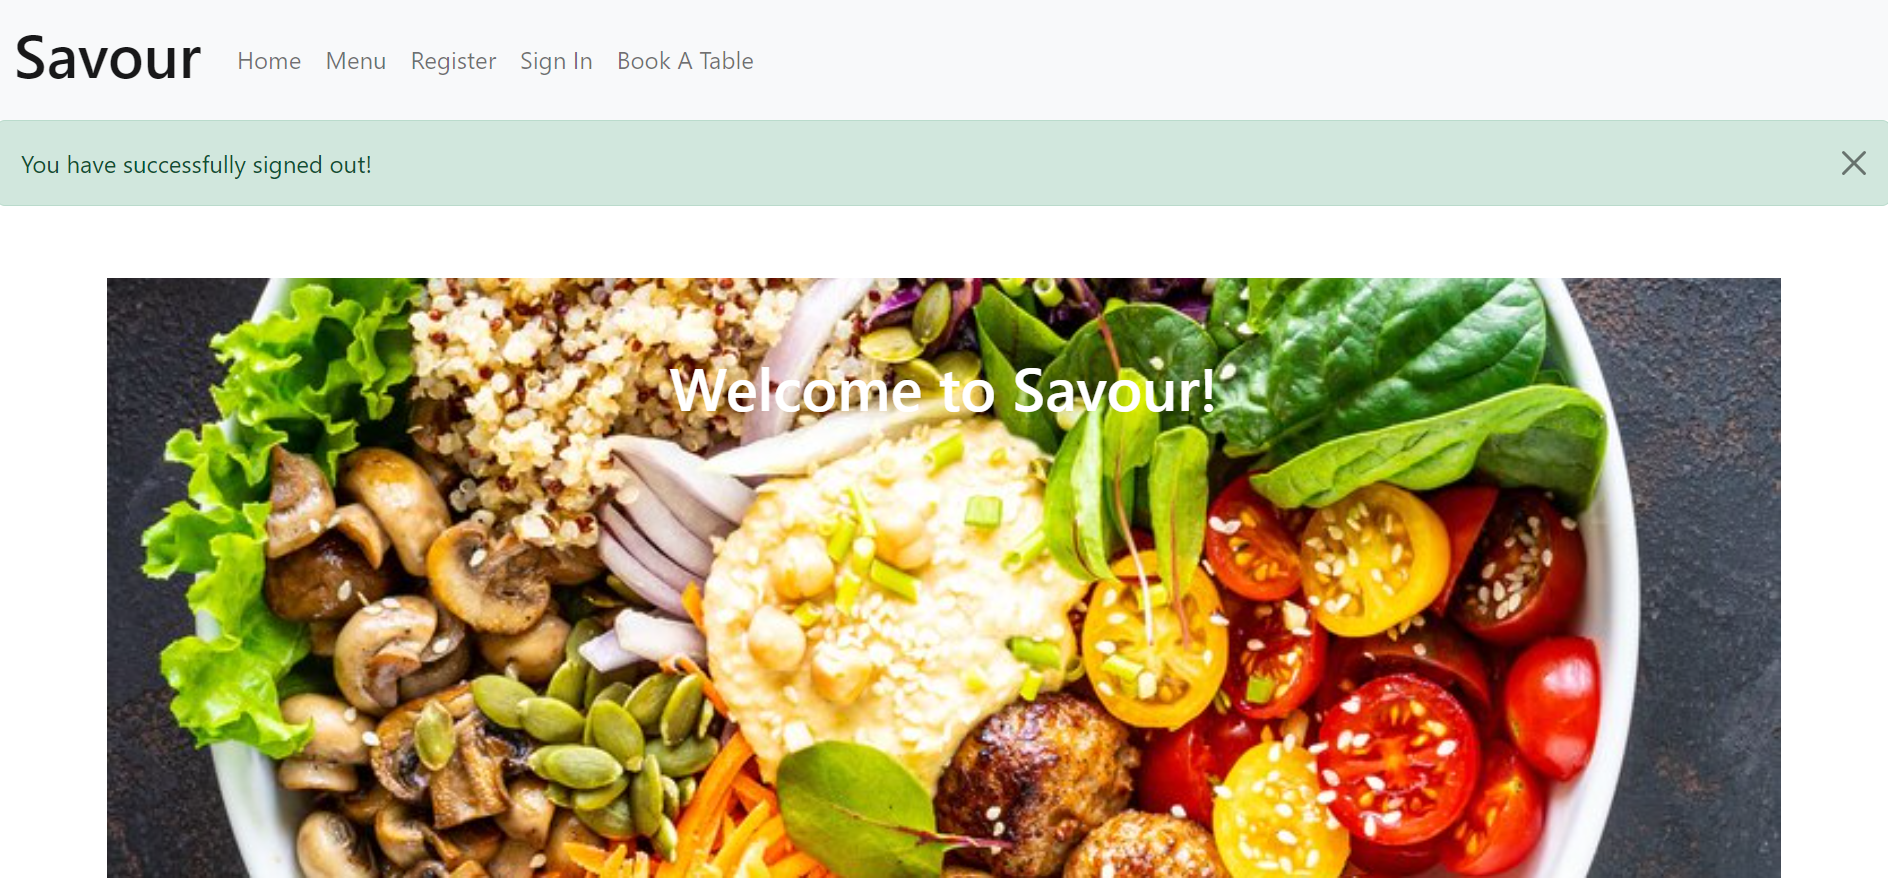 Savour Home Menu Register Sign In Book A Table
You have successfully signed out!
Welcome to Savour!